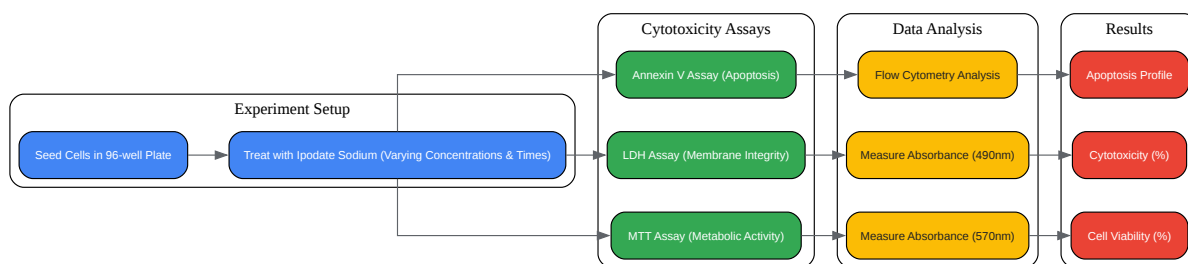 Cytotoxicity Assays
Data Analysis
Results
Annexin V Assay (Apoptosis)
Flow Cytometry Analysis
Apoptosis Profile
Experiment Setup
Seed Cells in 96-well Plate
Treat with Ipodate Sodium (Varying Concentrations & Times)
LDH Assay (Membrane Integrity)
Measure Absorbance (490nm)
Cytotoxicity (%)
MTT Assay (Metabolic Activity)
Measure Absorbance (570nm)
Cell Viability (%)